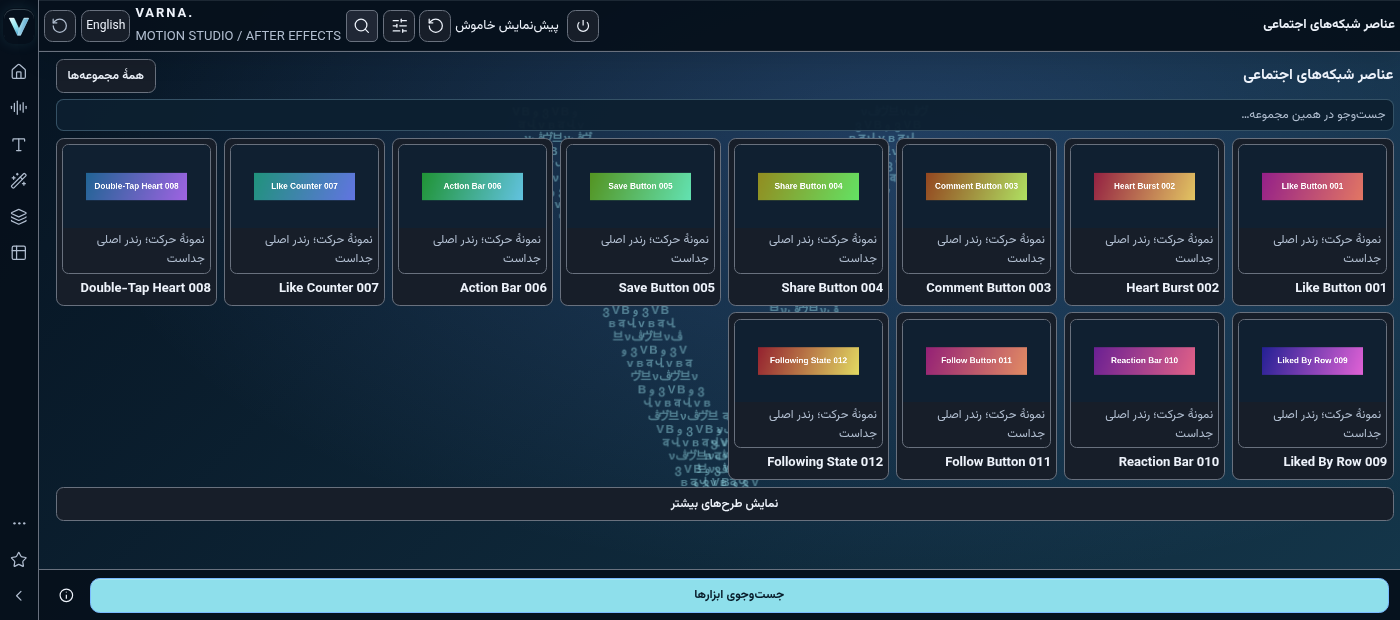 عناصر شبکه‌های اجتماعی
پیش‌نمایش خاموش
VARNA.
MOTION STUDIO / AFTER EFFECTS
English
عناصر شبکه‌های اجتماعی
همهٔ مجموعه‌ها
جست‌وجو در همین مجموعه…
Like Button 001
نمونهٔ حرکت؛ رندر اصلی
جداست
Like Button 001
Heart Burst 002
نمونهٔ حرکت؛ رندر اصلی
جداست
Heart Burst 002
Comment Button 003
نمونهٔ حرکت؛ رندر اصلی
جداست
Comment Button 003
Share Button 004
نمونهٔ حرکت؛ رندر اصلی
جداست
Share Button 004
Save Button 005
نمونهٔ حرکت؛ رندر اصلی
جداست
Save Button 005
Action Bar 006
نمونهٔ حرکت؛ رندر اصلی
جداست
Action Bar 006
Like Counter 007
نمونهٔ حرکت؛ رندر اصلی
جداست
Like Counter 007
Double-Tap Heart 008
نمونهٔ حرکت؛ رندر اصلی
جداست
Double-Tap Heart 008
Liked By Row 009
نمونهٔ حرکت؛ رندر اصلی
جداست
Liked By Row 009
Reaction Bar 010
نمونهٔ حرکت؛ رندر اصلی
جداست
Reaction Bar 010
Follow Button 011
نمونهٔ حرکت؛ رندر اصلی
جداست
Follow Button 011
Following State 012
نمونهٔ حرکت؛ رندر اصلی
جداست
Following State 012
نمایش طرح‌های بیشتر
جست‌وجوی ابزارها